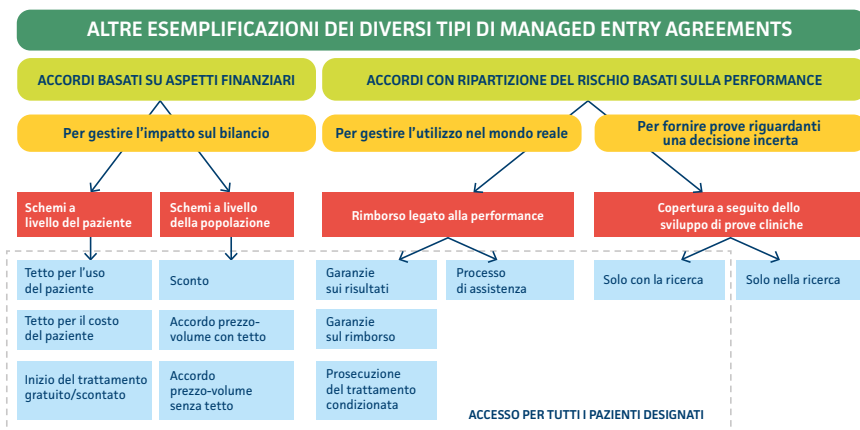 ALTRE ESEMPLIFICAZIONI DEI DIVERSI TIPI DI MANAGED ENTRY AGREEMENTS
ACCORDI BASATI SU ASPETTI FINANZIARI
ACCORDI CON RIPARTIZIONE DEL RISCHIO BASATI SULLA PERFORMANCE
Per gestire l'impatto sul bilancio
Per gestire l'utilizzo nel mondo reale
Per fornire prove riguardanti
una decisione incerta
Schemi a
livello del paziente
Schemi a livello
della popolazione
Rimborso legato alla performance
Copertura a seguito dello
sviluppo di prove cliniche
Tetto per l'uso
del paziente
Sconto
Garanzie
sui risultati
Processo
di assistenza
Solo con la ricerca
Solo nella ricerca
Tetto per il costo
del paziente
Accordo prezzo-
volume con tetto
Garanzie
sul rimborso
Inizio del trattamento
gratuito/scontato
Accordo
prezzo-volume
senza tetto
Prosecuzione
del trattamento
condizionata
ACCESSO PER TUTTI I PAZIENTI DESIGNATI